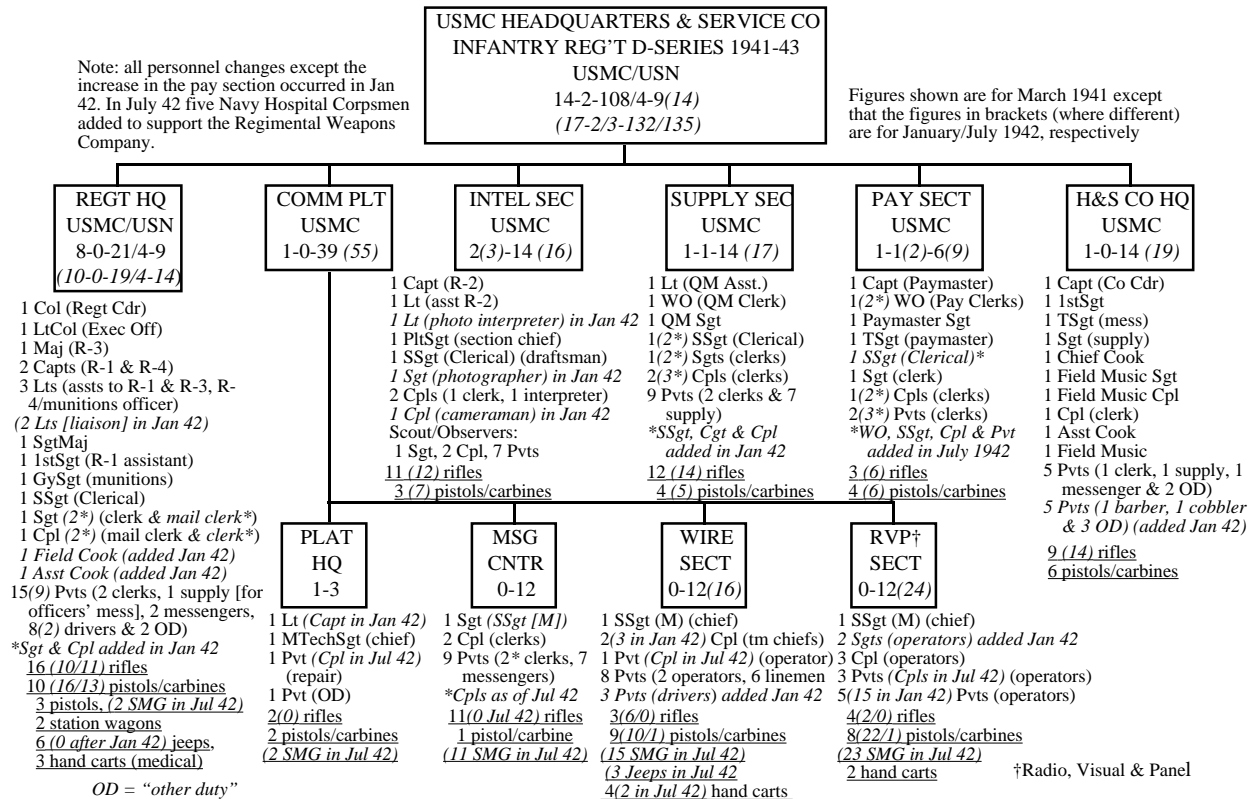 USMC HEADQUARTERS & SERVICE CO
INFANTRY REG'T D-SERIES 1941-43
USMC/USN
14-2-108/4-9(14)
(17-2/3-132/135)
Note: all personnel changes except the
increase in the pay section occurred in Jan
42. In July 42 five Navy Hospital Corpsmen
added to support the Regimental Weapons
Company.
Figures shown are for March 1941 except
that the figures in brackets (where different)
are for January/July 1942, respectively
REGT HQ
USMC/USN
8-0-21/4-9
(10-0-19/4-14)
1 Col (Regt Cdr)
1 LtCol (Exec Off)
1 Maj (R-3)
2 Capts (R-1 & R-4)
3 Lts (assts to R-1 & R-3, R-
4/munitions officer)
(2 Lts [liaison] in Jan 42)
1 SgtMaj
1 1stSgt (R-1 assistant)
1 GySgt (munitions)
1 SSgt (Clerical)
1 Sgt (2*) (clerk & mail clerk*)
1 Cpl (2*) (mail clerk & clerk*)
1 Field Cook (added Jan 42)
1 Asst Cook (added Jan 42)
15(9) Pvts (2 clerks, 1 supply [for
officers' mess], 2 messengers,
8(2) drivers & 2 OD)
*Sgt & Cpl added in Jan 42
16 (10/11) rifles
10 (16/13) pistols/carbines
3 pistols, (2 SMG in Jul 42)
2 station wagons
6 (0 after Jan 42) jeeps,
3 hand carts (medical)
OD = "other duty"
COMM PLT
USMC
1-0-39 (55)
INTEL SEC
USMC
2(3)-14 (16)
1 Capt (R-2)
1 Lt (asst R-2)
1 Lt (photo interpreter) in Jan 42
1 PltSgt (section chief)
1 SSgt (Clerical) (draftsman)
1 Sgt (photographer) in Jan 42
2 Cpls (1 clerk, 1 interpreter)
1 Cpl (cameraman) in Jan 42
Scout/Observers:
1 Sgt, 2 Cpl, 7 Pvts
11 (12) rifles
3 (7) pistols/carbines
SUPPLY SEC
USMC
1-1-14 (17)
1 Lt (QM Asst.)
1 WO (QM Clerk)
1 QM Sgt
1(2*) SSgt (Clerical)
1(2*) Sgts (clerks)
2(3*) Cpls (clerks)
9 Pvts (2 clerks & 7
supply)
*SSgt, Cgt & Cpl
added in Jan 42
12 (14) rifles
4 (5) pistols/carbines
PAY SECT
USMC
1-1(2)-6(9)
1 Capt (Paymaster)
1(2*) WO (Pay Clerks)
1 Paymaster Sgt
1 TSgt (paymaster)
1 SSgt (Clerical)*
1 Sgt (clerk)
1(2*) Cpls (clerks)
2(3*) Pvts (clerks)
*WO, SSgt, Cpl & Pvt
added in July 1942
3 (6) rifles
4 (6) pistols/carbines
H&S CO HQ
USMC
1-0-14 (19)
1 Capt (Co Cdr)
1 1stSgt
1 TSgt (mess)
1 Sgt (supply)
1 Chief Cook
1 Field Music Sgt
1 Field Music Cpl
1 Cpl (clerk)
1 Asst Cook
1 Field Music
5 Pvts (1 clerk, 1 supply, 1
messenger & 2 OD)
5 Pvts (1 barber, 1 cobbler
& 3 OD) (added Jan 42)
9 (14) rifles
6 pistols/carbines
PLAT
HQ
1-3
1 Lt (Capt in Jan 42)
1 MTechSgt (chief)
1 Pvt (Cpl in Jul 42)
(repair)
1 Pvt (OD)
2(0) rifles
2 pistols/carbines
(2 SMG in Jul 42)
MSG
CNTR
0-12
1 Sgt (SSgt [M])
2 Cpl (clerks)
9 Pvts (2* clerks, 7
messengers)
*Cpls as of Jul 42
11(0 Jul 42) rifles
1 pistol/carbine
(11 SMG in Jul 42)
WIRE
SECT
0-12(16)
1 SSgt (M) (chief)
2(3 in Jan 42) Cpl (tm chiefs)
1 Pvt (Cpl in Jul 42) (operator)
8 Pvts (2 operators, 6 linemen
3 Pvts (drivers) added Jan 42
3(6/0) rifles
9(10/1) pistols/carbines
(15 SMG in Jul 42)
(3 Jeeps in Jul 42
4(2 in Jul 42) hand carts
RVP†
SECT
0-12(24)
1 SSgt (M) (chief)
2 Sgts (operators) added Jan 42
3 Cpl (operators)
3 Pvts (Cpls in Jul 42) (operators)
5(15 in Jan 42) Pvts (operators)
4(2/0) rifles
8(22/1) pistols/carbines
(23 SMG in Jul 42)
2 hand carts
†Radio, Visual & Panel